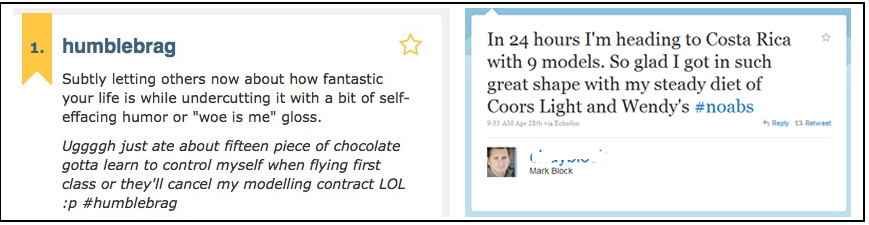 1.
humblebrag
Subtly letting others now about how fantastic
your life is while undercutting it with a bit of self-
effacing humor or "woe is me" gloss.
Uggggh just ate about fifteen piece of chocolate
gotta learn to control myself when flying first
class or they'll cancel my modelling contract LOL
:p #humblebrag
In 24 hours I'm heading to Costa Rica
with 9 models. So glad I got in such
great shape with my steady diet of
Coors Light and Wendy's #noabs
9:35 AM Apr 28th via Echofon
Reply Retweet
Mark Block